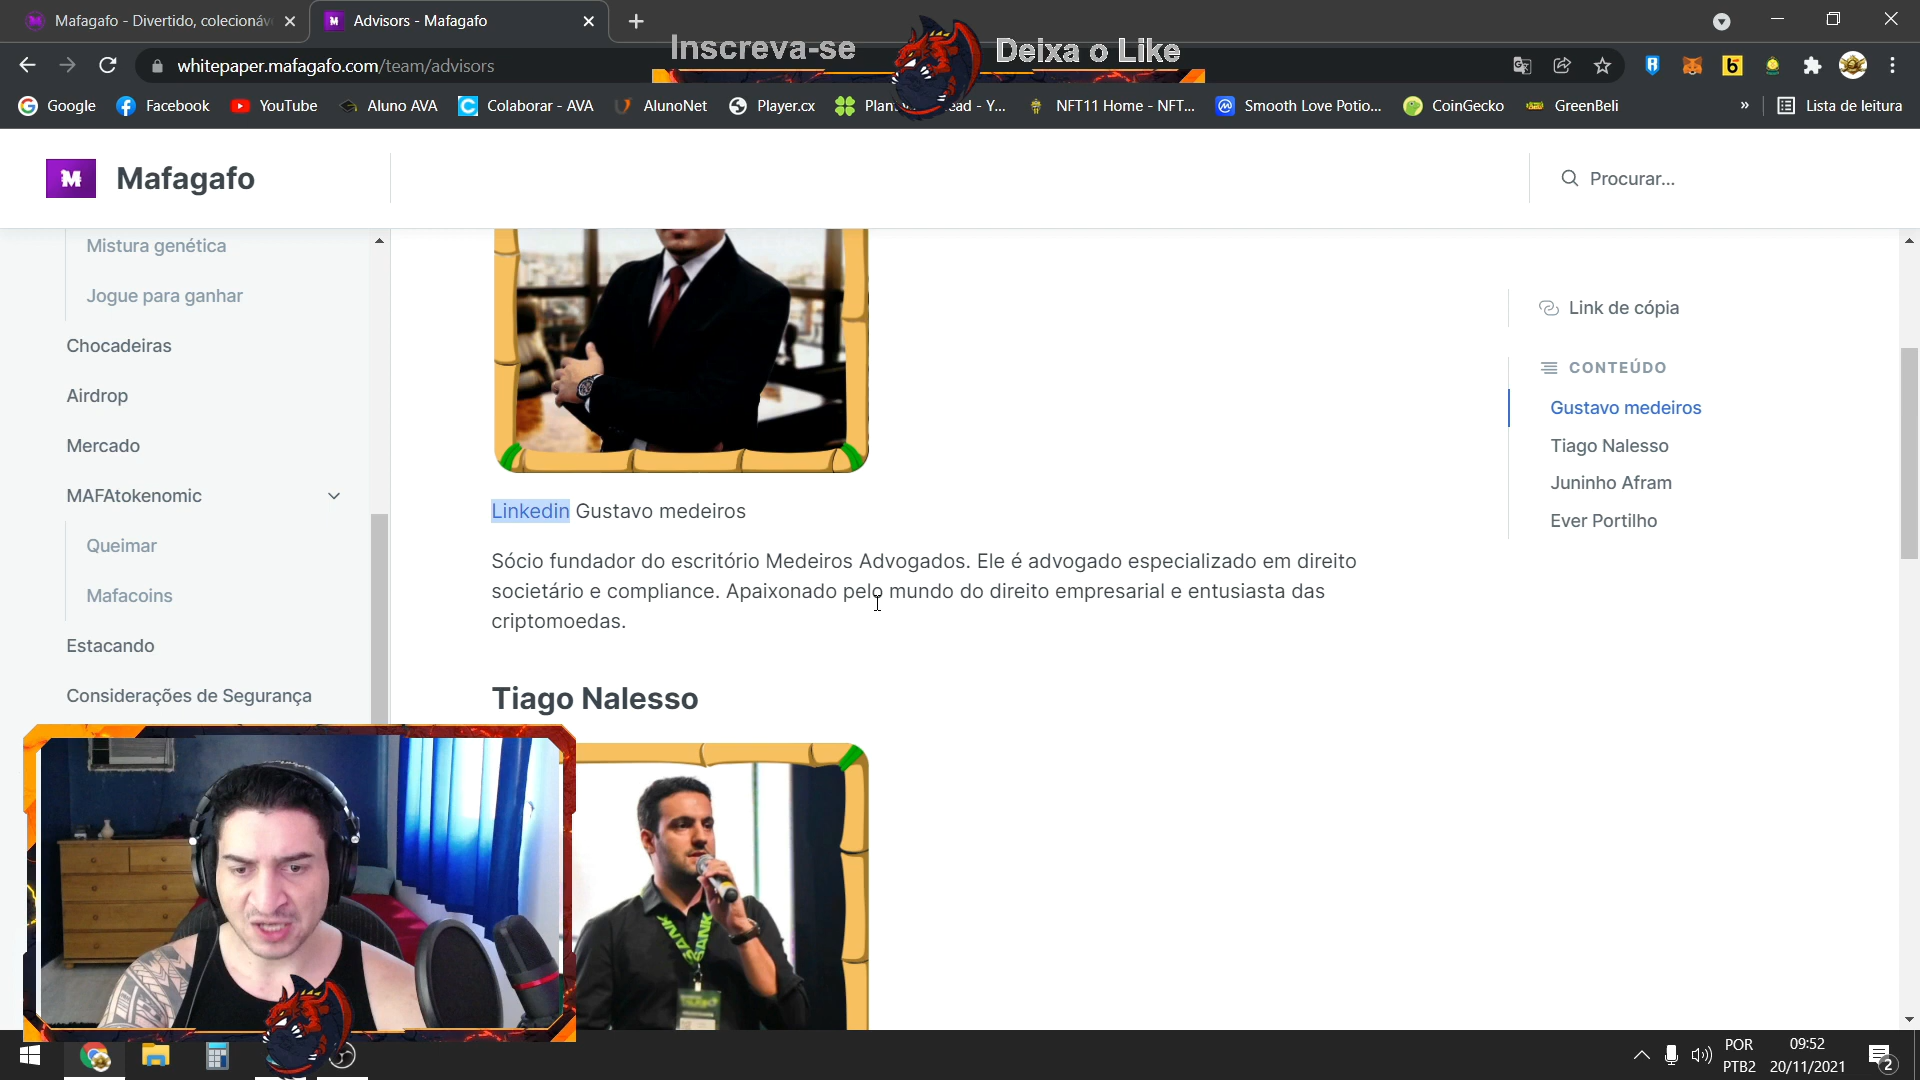 Mafagafo - Divertido, colecionáv
Advisors - Mafagafo
Inscreva-se
Deixa o Like
whitepaper.mafagafo.com/team/advisors
Google
Facebook
YouTube
Aluno AVA
Colaborar - AVA
AlunoNet
Player.cx
ead - Y...
NFT11 Home - NFT...
Smooth Love Potio...
CoinGecko
GreenBeli
»
Lista de leitura
M
Mafagafo
Procurar...
Mistura genética
Jogue para ganhar
Chocadeiras
Airdrop
Mercado
MAFAtokenomic
Queimar
Mafacoins
Estacando
Considerações de Segurança
Linkedin Gustavo medeiros
Sócio fundador do escritório Medeiros Advogados. Ele é advogado especializado em direito
societário e compliance. Apaixonado pelo mundo do direito empresarial e entusiasta das
criptomoedas.
Tiago Nalesso
SANK
Link de cópia
CONTEÚDO
Gustavo medeiros
Tiago Nalesso
Juninho Afram
Ever Portilho
POR
PTB2
09:52
20/11/2021
2